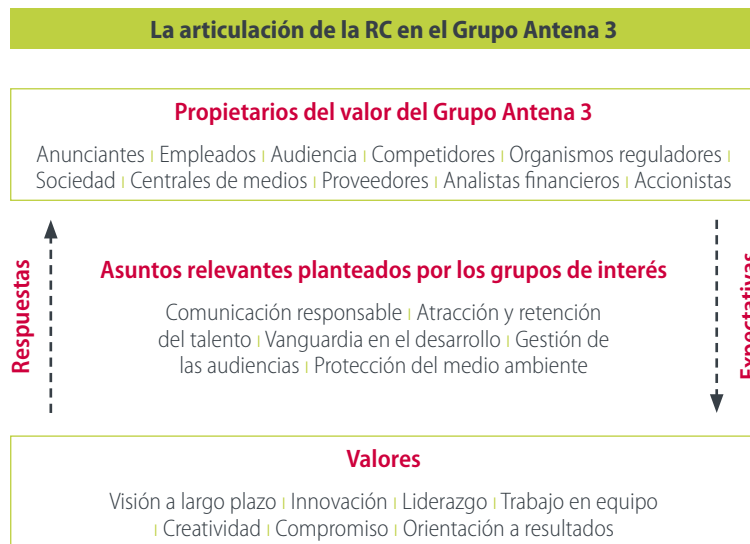 La articulación de la RC en el Grupo Antena 3
Propietarios del valor del Grupo Antena 3
Anunciantes | Empleados | Audiencia | Competidores | Organismos reguladores |
Sociedad | Centrales de medios | Proveedores | Analistas financieros | Accionistas
Respuestas
Asuntos relevantes planteados por los grupos de interés
Comunicación responsable | Atracción y retención
del talento | Vanguardia en el desarrollo | Gestión de
las audiencias | Protección del medio ambiente
Expectativas
Valores
Visión a largo plazo | Innovación | Liderazgo | Trabajo en equipo
| Creatividad | Compromiso | Orientación a resultados